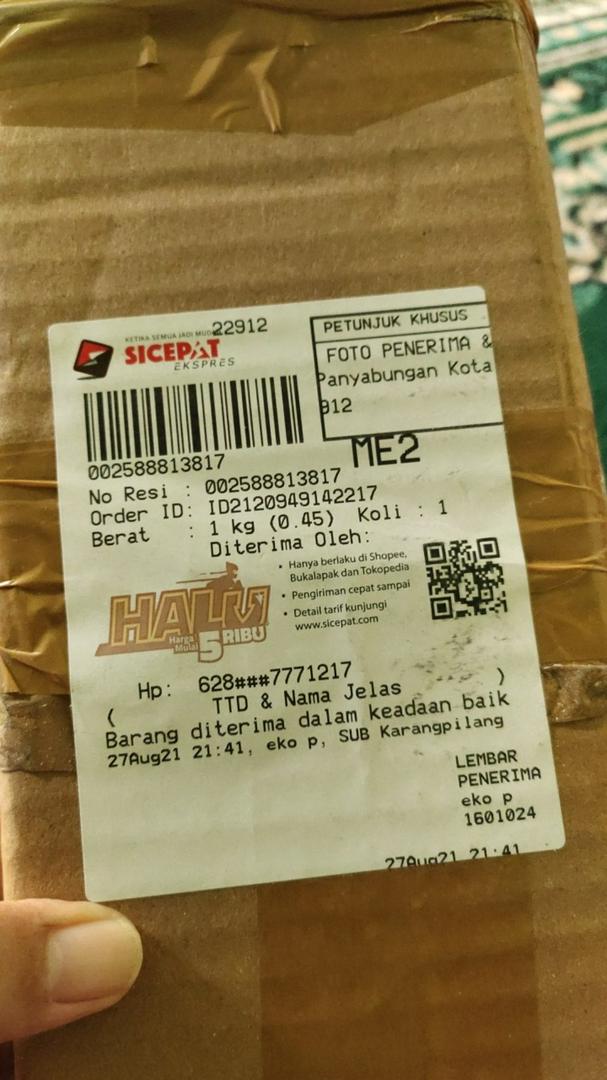 KETIKA SEMUA JADI MUDAH
22912
SICEPAT
EKSPRES
PETUNJUK KHUSUS
FOTO PENERIMA &
Panyabungan Kota
912
ME2
002588813817
No Resi : 002588813817
Order ID: ID2120949142217
Berat : 1 kg (0.45) Koli : 1
Diterima Oleh:
HALU
Harga Mulai 5 RIBU
• Hanya berlaku di Shopee,
Bukalapak dan Tokopedia
• Pengiriman cepat sampai
• Detail tarif kunjungi
www.sicepat.com
Hp: 628###7771217
( )
TTD & Nama Jelas
Barang diterima dalam keadaan baik
27Aug21 21:41, eko p, SUB Karangpilang
LEMBAR
PENERIMA
eko p
1601024
27Aug21 21:41